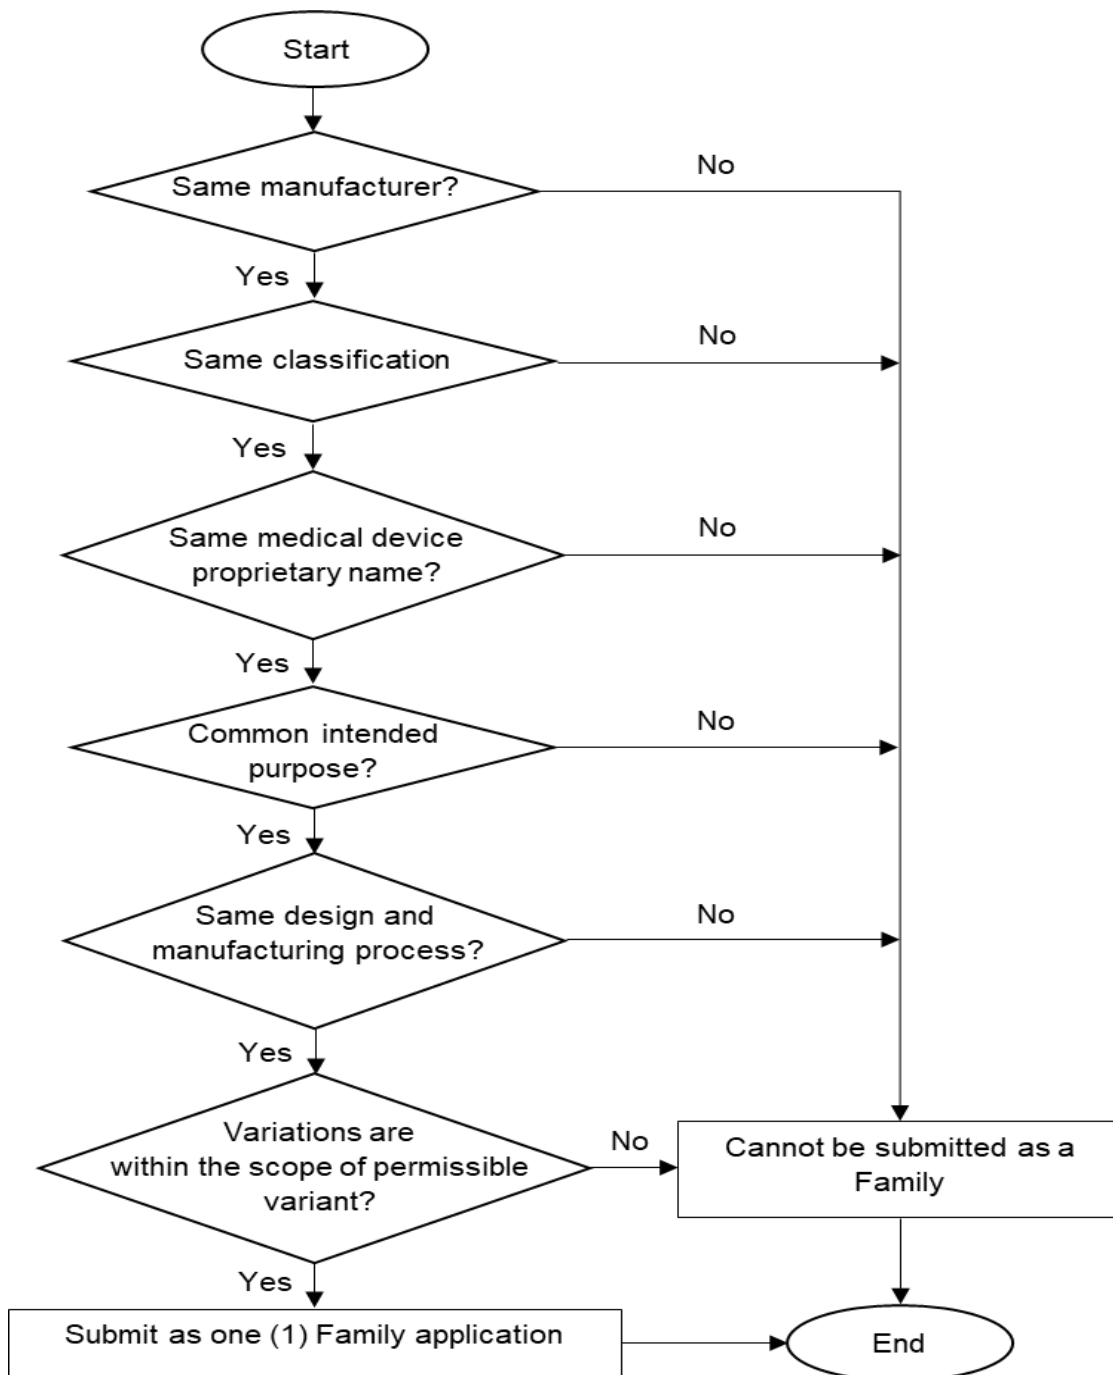 Start
Same manufacturer?
No
Yes
Same classification
No
Yes
Same medical device
proprietary name?
No
Yes
Common intended
purpose?
No
Yes
Same design and
manufacturing process?
No
Yes
Variations are
within the scope of permissible
variant?
No
Cannot be submitted as a
Family
Yes
Submit as one (1) Family application
End